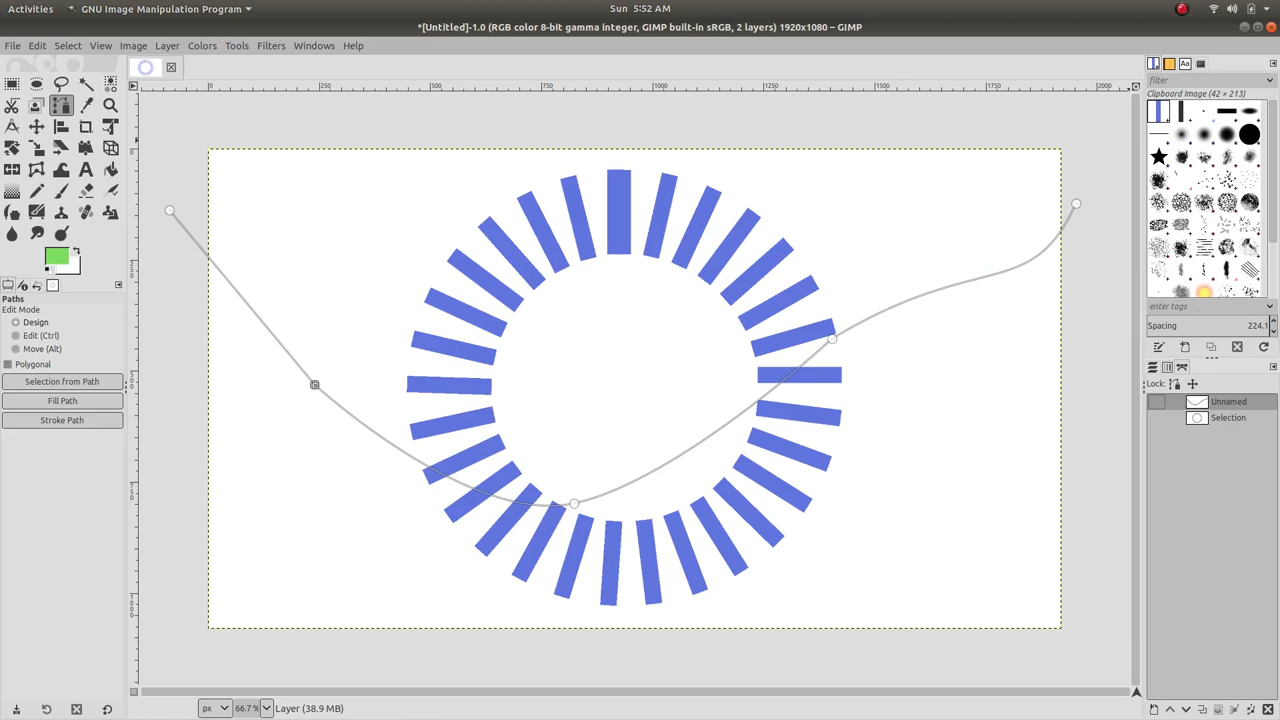 Activities GNU Image Manipulation Program Sun 5:52 AM
*[Untitled]-1.0 (RGB color 8-bit gamma integer, GIMP built-in sRGB, 2 layers) 1920x1080 – GIMP
File Edit Select View Image Layer Colors Tools Filters Windows Help
filter
Clipboard Image (42 × 213)
0 250 500 750 1000 1250 1500 1750 2000
Paths
Edit Mode
Design
Edit (Ctrl)
Move (Alt)
Polygonal
Selection from Path
Fill Path
Stroke Path
enter tags
Spacing 224.1
Lock:
Unnamed
Selection
px 66.7 % Layer (38.9 MB)